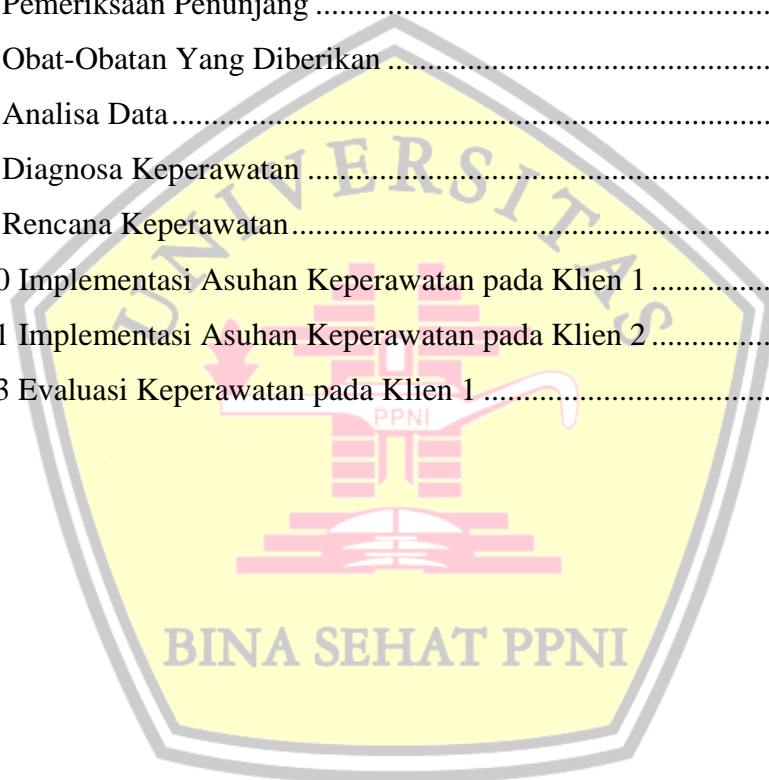 Pemeriksaan Penunjang ................................................
Obat-Obatan Yang Diberikan ................................................
Analisa Data ................................................
Diagnosa Keperawatan ................................................
Rencana Keperawatan ................................................
0 Implementasi Asuhan Keperawatan pada Klien 1 ............
1 Implementasi Asuhan Keperawatan pada Klien 2 ............
3 Evaluasi Keperawatan pada Klien 1 ................................
UNIVERSITAS
PPNI
BINA SEHAT PPNI